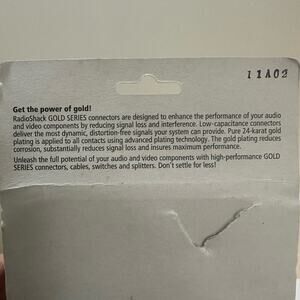 11A02
Get the power of gold!
RadioShack GOLD SERIES connectors are designed to enhance the performance of your audio
and video components by reducing signal loss and interference. Low-capacitance connectors
deliver the most dynamic, distortion-free signals your system can provide. Pure 24-karat gold
plating is applied to all contacts using advanced plating technology. The gold plating reduces
corrosion, substantially reduces signal loss and insures maximum performance.
Unleash the full potential of your audio and video components with high-performance GOLD
SERIES connectors, cables, switches and splitters. Don't settle for less!